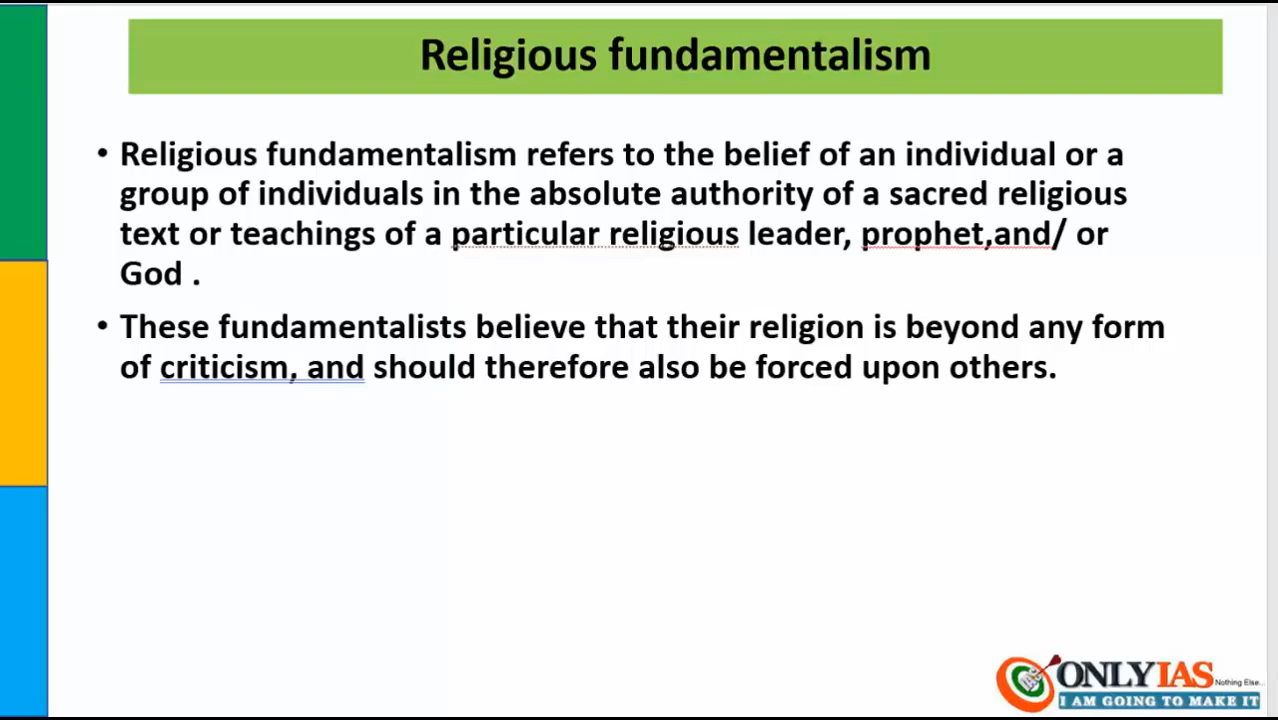 Religious fundamentalism
• Religious fundamentalism refers to the belief of an individual or a
group of individuals in the absolute authority of a sacred religious
text or teachings of a particular religious leader, prophet,and/ or
God .
• These fundamentalists believe that their religion is beyond any form
of criticism, and should therefore also be forced upon others.
ONLYIAS Nothing Else...
I AM GOING TO MAKE IT